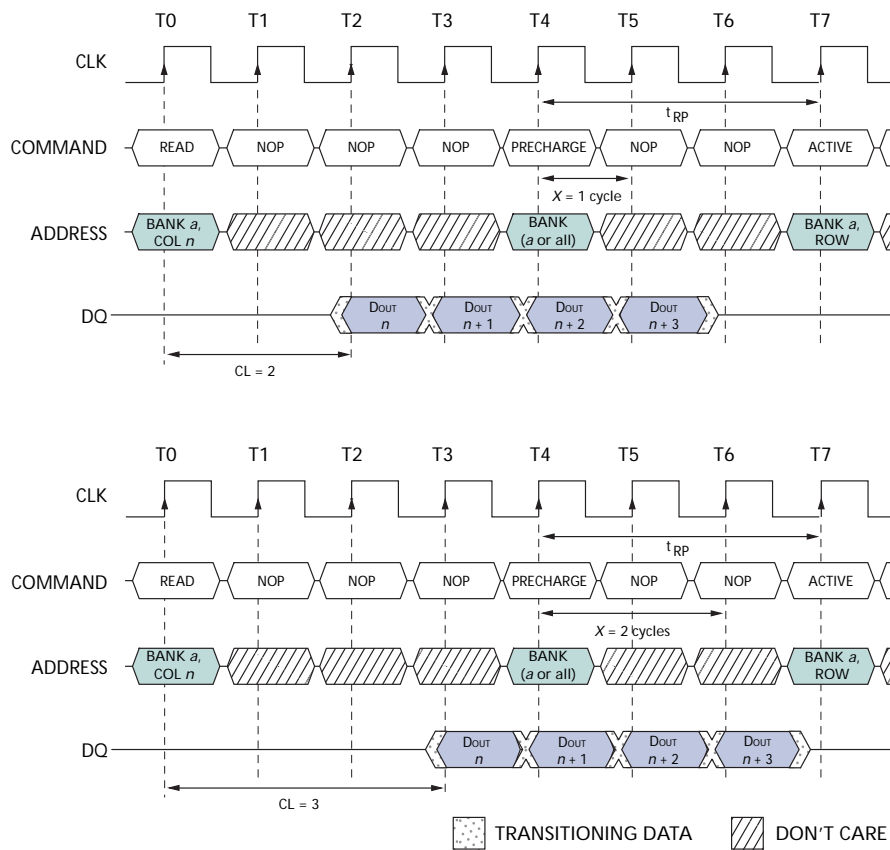 T0 T1 T2 T3 T4 T5 T6 T7
CLK
tRP
COMMAND READ NOP NOP NOP PRECHARGE NOP NOP ACTIVE
X = 1 cycle
ADDRESS BANK a, COL n BANK (a or all) BANK a, ROW
DQ DOUT n DOUT n + 1 DOUT n + 2 DOUT n + 3
CL = 2
T0 T1 T2 T3 T4 T5 T6 T7
CLK
tRP
COMMAND READ NOP NOP NOP PRECHARGE NOP NOP ACTIVE
X = 2 cycles
ADDRESS BANK a, COL n BANK (a or all) BANK a, ROW
DQ DOUT n DOUT n + 1 DOUT n + 2 DOUT n + 3
CL = 3
TRANSITIONING DATA DON'T CARE